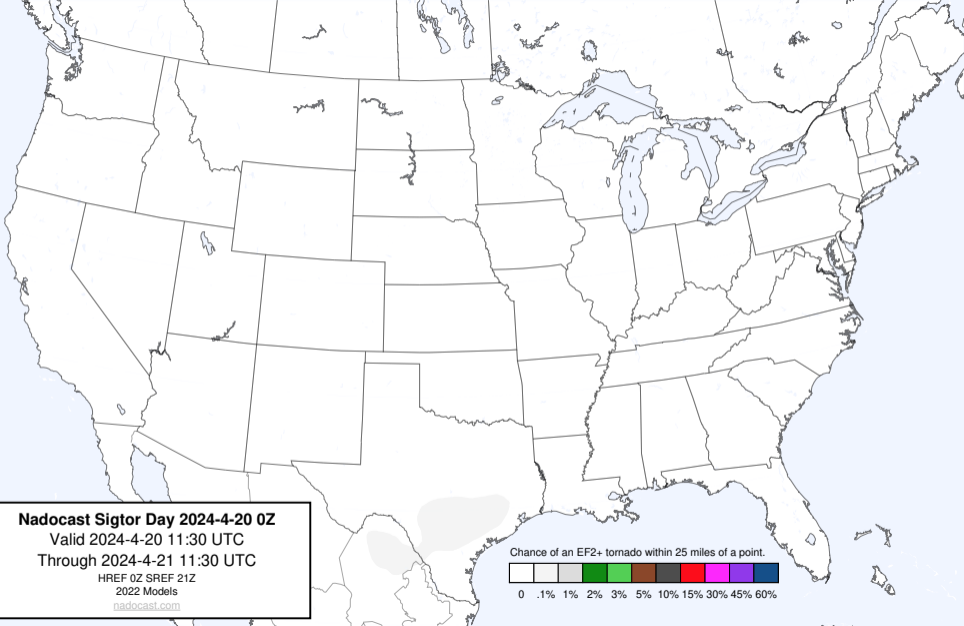 Nadocast Sigtor Day 2024-4-20 0Z
Valid 2024-4-20 11:30 UTC
Through 2024-4-21 11:30 UTC
HREF 0Z SREF 21Z
2022 Models
nadocast.com
Chance of an EF2+ tornado within 25 miles of a point.
0 .1% 1% 2% 3% 5% 10% 15% 30% 45% 60%